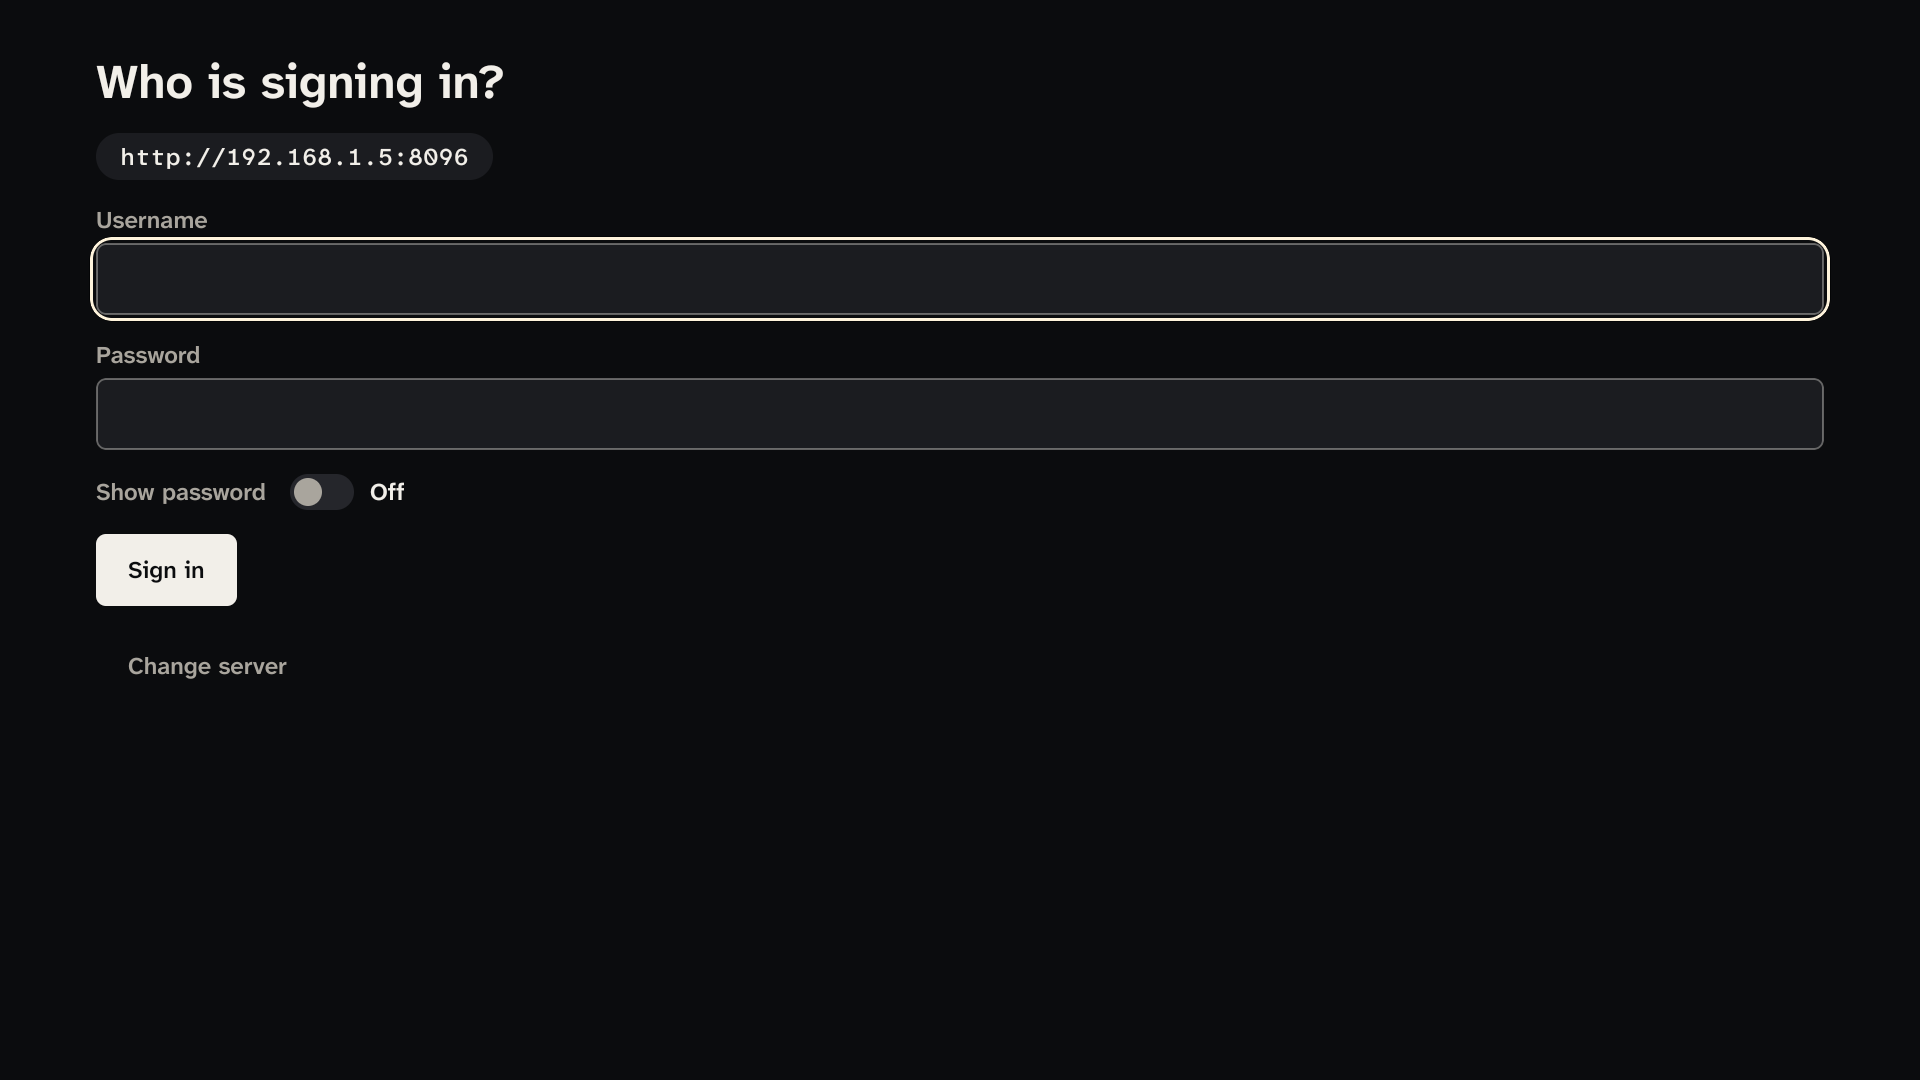 Who is signing in?
http://192.168.1.5:8096
Username
Password
Show password Off
Sign in
Change server